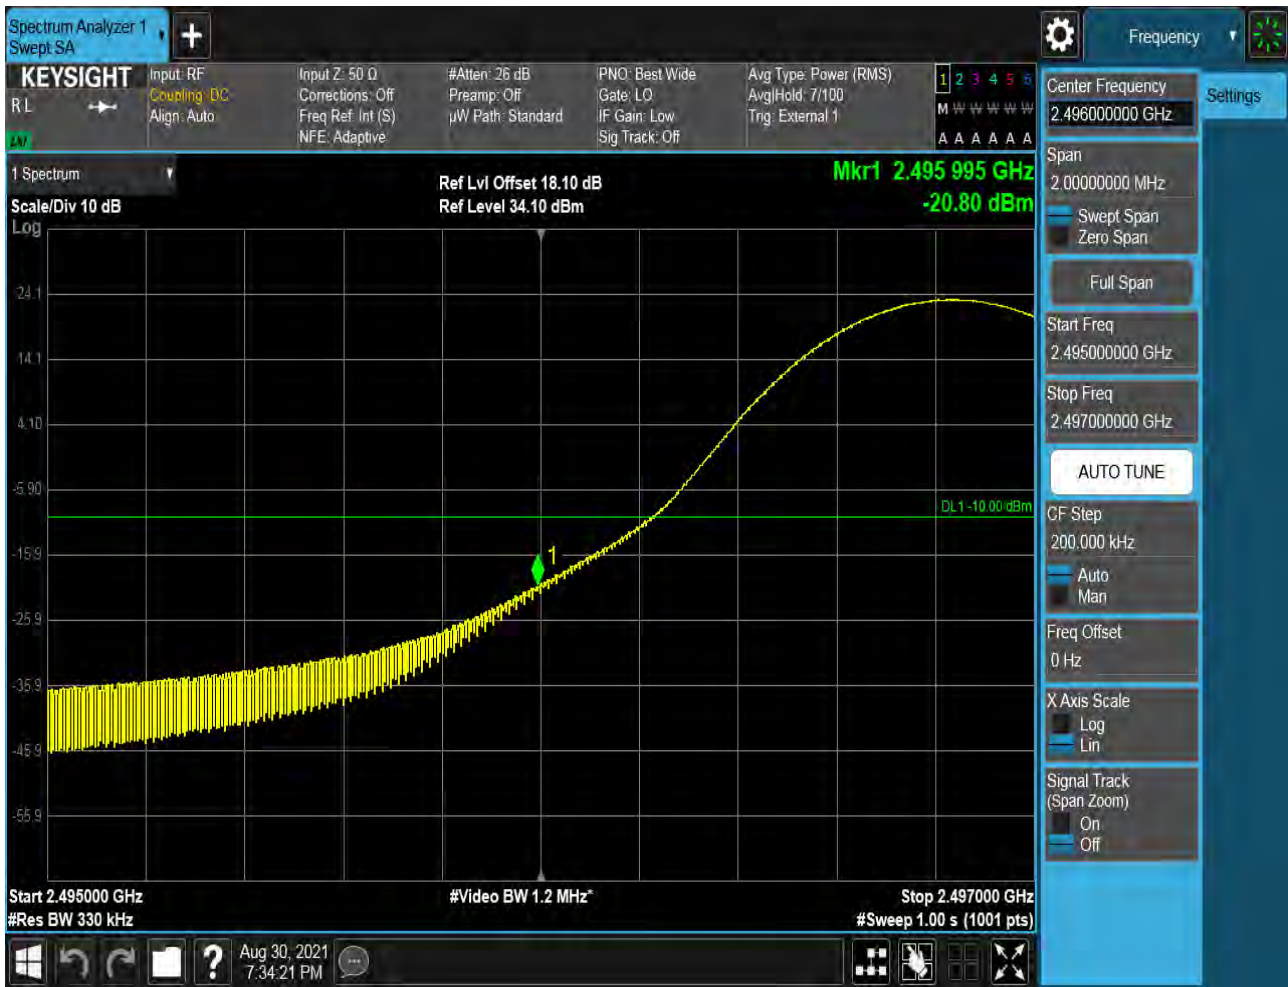 Spectrum Analyzer 1
Swept SA
Frequency
KEYSIGHT
R L
LXI
Input: RF
Coupling: DC
Align: Auto
Input Z: 50 Ω
Corrections: Off
Freq Ref: Int (S)
NFE: Adaptive
#Atten: 26 dB
Preamp: Off
µW Path: Standard
PNO: Best Wide
Gate: LO
IF Gain: Low
Sig Track: Off
Avg Type: Power (RMS)
Avg|Hold: 7/100
Trig: External 1
1 2 3 4 5 6
M W W W W W
A A A A A A
1 Spectrum
Scale/Div 10 dB
Log
Ref Lvl Offset 18.10 dB
Ref Level 34.10 dBm
Mkr1 2.495 995 GHz
-20.80 dBm
24.1
14.1
4.10
-5.90
DL1 -10.00 dBm
-15.9
1
-25.9
-35.9
-45.9
-55.9
Start 2.495000 GHz
#Video BW 1.2 MHz*
Stop 2.497000 GHz
#Res BW 330 kHz
#Sweep 1.00 s (1001 pts)
Center Frequency
2.496000000 GHz
Settings
Span
2.00000000 MHz
Swept Span
Zero Span
Full Span
Start Freq
2.495000000 GHz
Stop Freq
2.497000000 GHz
AUTO TUNE
CF Step
200.000 kHz
Auto
Man
Freq Offset
0 Hz
X Axis Scale
Log
Lin
Signal Track
(Span Zoom)
On
Off
?
Aug 30, 2021
7:34:21 PM